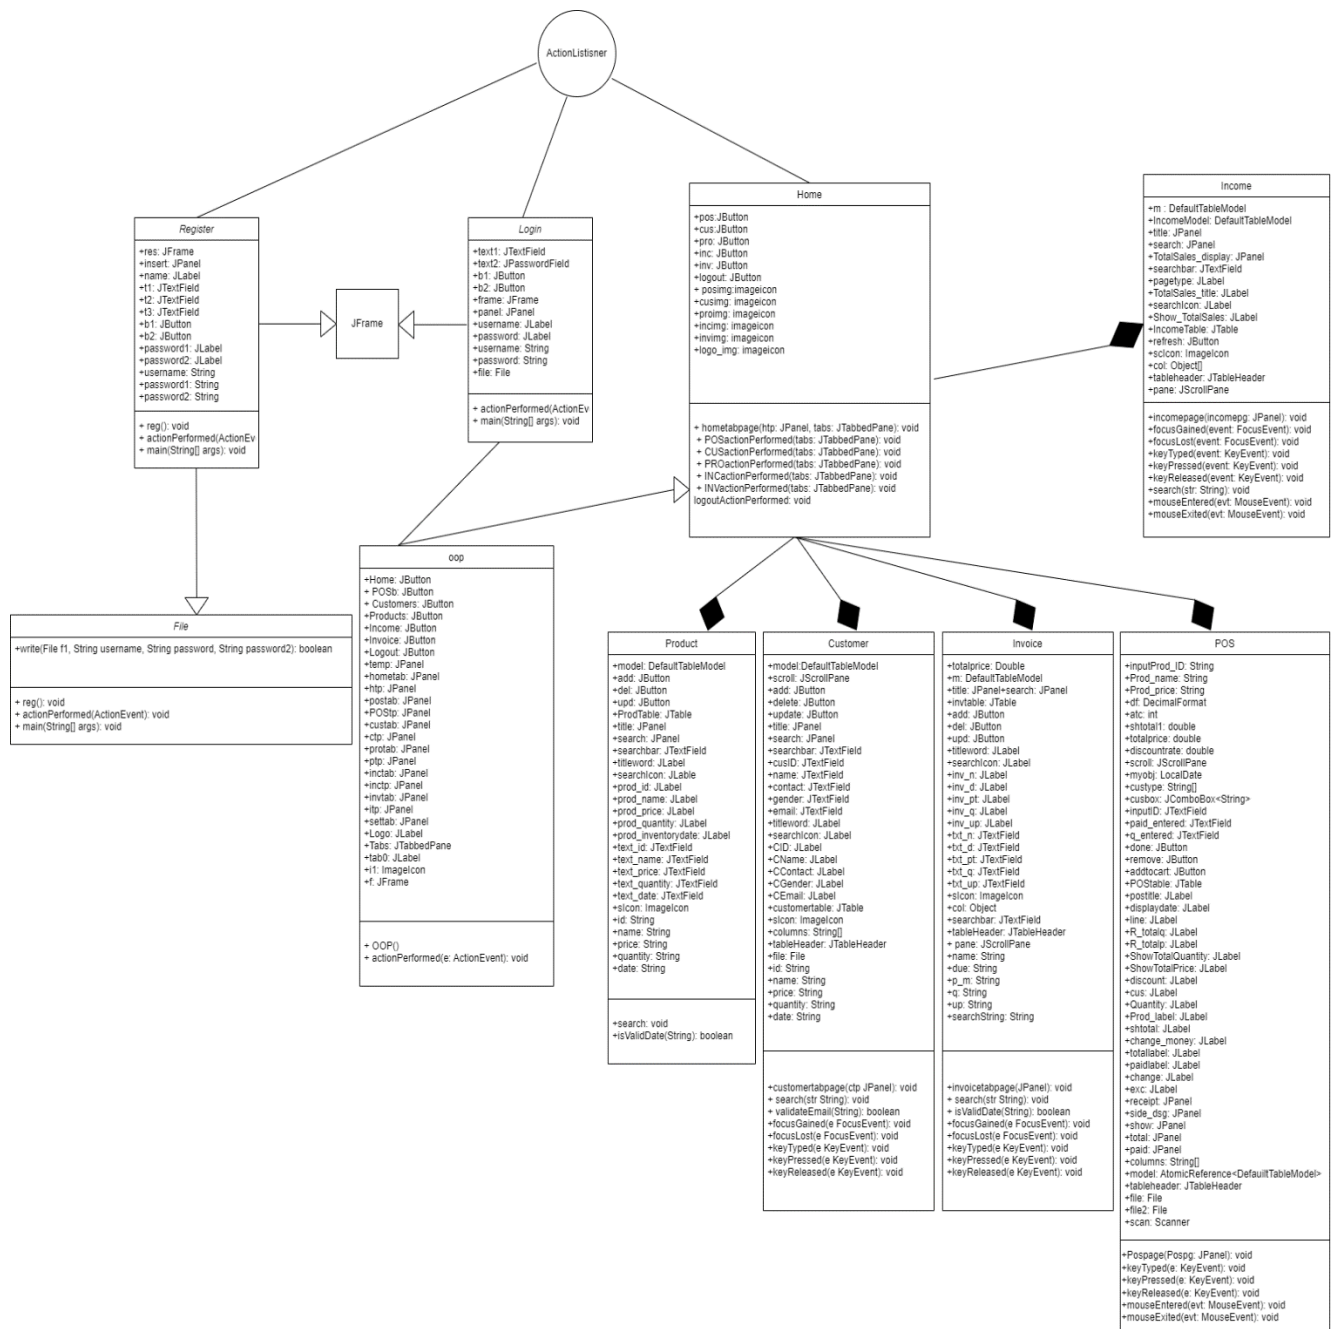 ActionListisner
Register
+res: JFrame
+insert: JPanel
+name: JLabel
+t1: JTextField
+t2: JTextField
+t3: JTextField
+b1: JButton
+b2: JButton
+password1: JLabel
+password2: JLabel
+username: String
+password1: String
+password2: String
+ reg(): void
+ actionPerformed(ActionEv
+ main(String[] args): void
JFrame
Login
+text1: JTextField
+text2: JPasswordField
+b1: JButton
+b2: JButton
+frame: JFrame
+panel: JPanel
+username: JLabel
+password: JLabel
+username: String
+password: String
+file: File
+ actionPerformed(ActionEv
+ main(String[] args): void
Home
+pos:JButton
+cus:JButton
+pro: JButton
+inc: JButton
+inv: JButton
+logout: JButton
+ posimg:imageicon
+cusimg: imageicon
+proimg: imageicon
+incimg: imageicon
+invimg: imageicon
+logo_img: imageicon
+ hometabpage(htp: JPanel, tabs: JTabbedPane): void
+ POSactionPerformed(tabs: JTabbedPane): void
+ CUSactionPerformed(tabs: JTabbedPane): void
+ PROactionPerformed(tabs: JTabbedPane): void
+ INCactionPerformed(tabs: JTabbedPane): void
+ INVactionPerformed(tabs: JTabbedPane): void
logoutActionPerformed: void
Income
+m : DefaultTableModel
+IncomeModel: DefaultTableModel
+title: JPanel
+search: JPanel
+TotalSales_display: JPanel
+searchbar: JTextField
+pagetype: JLabel
+TotalSales_title: JLabel
+searchIcon: JLabel
+Show_TotalSales: JLabel
+IncomeTable: JTable
+refresh: JButton
+scIcon: ImageIcon
+col: Object[]
+tableheader: JTableHeader
+pane: JScrollPane
+incomepage(incomepg: JPanel): void
+focusGained(event: FocusEvent): void
+focusLost(event: FocusEvent): void
+keyTyped(event: KeyEvent): void
+keyPressed(event: KeyEvent): void
+keyReleased(event: KeyEvent): void
+search(str: String): void
+mouseEntered(evt: MouseEvent): void
+mouseExited(evt: MouseEvent): void
File
+write(File f1, String username, String password, String password2): boolean
+ reg(): void
+ actionPerformed(ActionEvent): void
+ main(String[] args): void
oop
+Home: JButton
+ POSb: JButton
+ Customers: JButton
+Products: JButton
+Income: JButton
+Invoice: JButton
+Logout: JButton
+temp: JPanel
+hometab: JPanel
+htp: JPanel
+postab: JPanel
+POStp: JPanel
+custab: JPanel
+ctp: JPanel
+protab: JPanel
+ptp: JPanel
+inctab: JPanel
+inctp: JPanel
+invtab: JPanel
+itp: JPanel
+settab: JPanel
+Logo: JLabel
+Tabs: JTabbedPane
+tab0: JLabel
+i1: ImageIcon
+f: JFrame
+ OOP()
+ actionPerformed(e: ActionEvent): void
Product
+model: DefaultTableModel
+add: JButton
+del: JButton
+upd: JButton
+ProdTable: JTable
+title: JPanel
+search: JPanel
+searchbar: JTextField
+titleword: JLabel
+searchIcon: JLable
+prod_id: JLabel
+prod_name: JLabel
+prod_price: JLabel
+prod_quantity: JLabel
+prod_inventorydate: JLabel
+text_id: JTextField
+text_name: JTextField
+text_price: JTextField
+text_quantity: JTextField
+text_date: JTextField
+sIcon: ImageIcon
+id: String
+name: String
+price: String
+quantity: String
+date: String
+search: void
+isValidDate(String): boolean
Customer
+model:DefaultTableModel
+scroll: JScrollPane
+add: JButton
+delete: JButton
+update: JButton
+title: JPanel
+search: JPanel
+searchbar: JTextField
+cusID: JTextField
+name: JTextField
+contact: JTextField
+gender: JTextField
+email: JTextField
+titleword: JLabel
+searchIcon: JLabel
+CID: JLabel
+CName: JLabel
+CContact: JLabel
+CGender: JLabel
+CEmail: JLabel
+customertable: JTable
+sIcon: ImageIcon
+columns: String[]
+tableHeader: JTableHeader
+file: File
+id: String
+name: String
+price: String
+quantity: String
+date: String
+customertabpage(ctp JPanel): void
+ search(str String): void
+ validateEmail(String): boolean
+focusGained(e FocusEvent): void
+focusLost(e FocusEvent): void
+keyTyped(e KeyEvent): void
+keyPressed(e KeyEvent): void
+keyReleased(e KeyEvent): void
Invoice
+totalprice: Double
+m: DefaultTableModel
+title: JPanel+search: JPanel
+invtable: JTable
+add: JButton
+del: JButton
+upd: JButton
+titleword: JLabel
+searchIcon: JLabel
+inv_n: JLabel
+inv_d: JLabel
+inv_pt: JLabel
+inv_q: JLabel
+inv_up: JLabel
+txt_n: JTextField
+txt_d: JTextField
+txt_pt: JTextField
+txt_q: JTextField
+txt_up: JTextField
+sIcon: ImageIcon
+col: Object
+searchbar: JTextField
+tableHeader: JTableHeader
+ pane: JScrollPane
+name: String
+due: String
+p_m: String
+q: String
+up: String
+searchString: String
+invoicetabpage(JPanel): void
+ search(str String): void
+ isValidDate(String): boolean
+focusGained(e FocusEvent): void
+focusLost(e FocusEvent): void
+keyTyped(e KeyEvent): void
+keyPressed(e KeyEvent): void
+keyReleased(e KeyEvent): void
POS
+inputProd_ID: String
+Prod_name: String
+Prod_price: String
+df: DecimalFormat
+atc: int
+shtotal1: double
+totalprice: double
+discountrate: double
+scroll: JScrollPane
+myobj: LocalDate
+custype: String[]
+cusbox: JComboBox<String>
+inputID: JTextField
+paid_entered: JTextField
+q_entered: JTextField
+done: JButton
+remove: JButton
+addtocart: JButton
+POStable: JTable
+postitle: JLabel
+displaydate: JLabel
+line: JLabel
+R_totalq: JLabel
+R_totalp: JLabel
+ShowTotalQuantity: JLabel
+ShowTotalPrice: JLabel
+discount: JLabel
+cus: JLabel
+Quantity: JLabel
+Prod_label: JLabel
+shtotal: JLabel
+change_money: JLabel
+totallabel: JLabel
+paidlabel: JLabel
+change: JLabel
+exc: JLabel
+receipt: JPanel
+side_dsg: JPanel
+show: JPanel
+total: JPanel
+paid: JPanel
+columns: String[]
+model: AtomicReference<DefauiltTableModel>
+tableheader: JTableHeader
+file: File
+file2: File
+scan: Scanner
+Pospage(Pospg: JPanel): void
+keyTyped(e: KeyEvent): void
+keyPressed(e: KeyEvent): void
+keyReleased(e: KeyEvent): void
+mouseEntered(evt: MouseEvent): void
+mouseExited(evt: MouseEvent): void